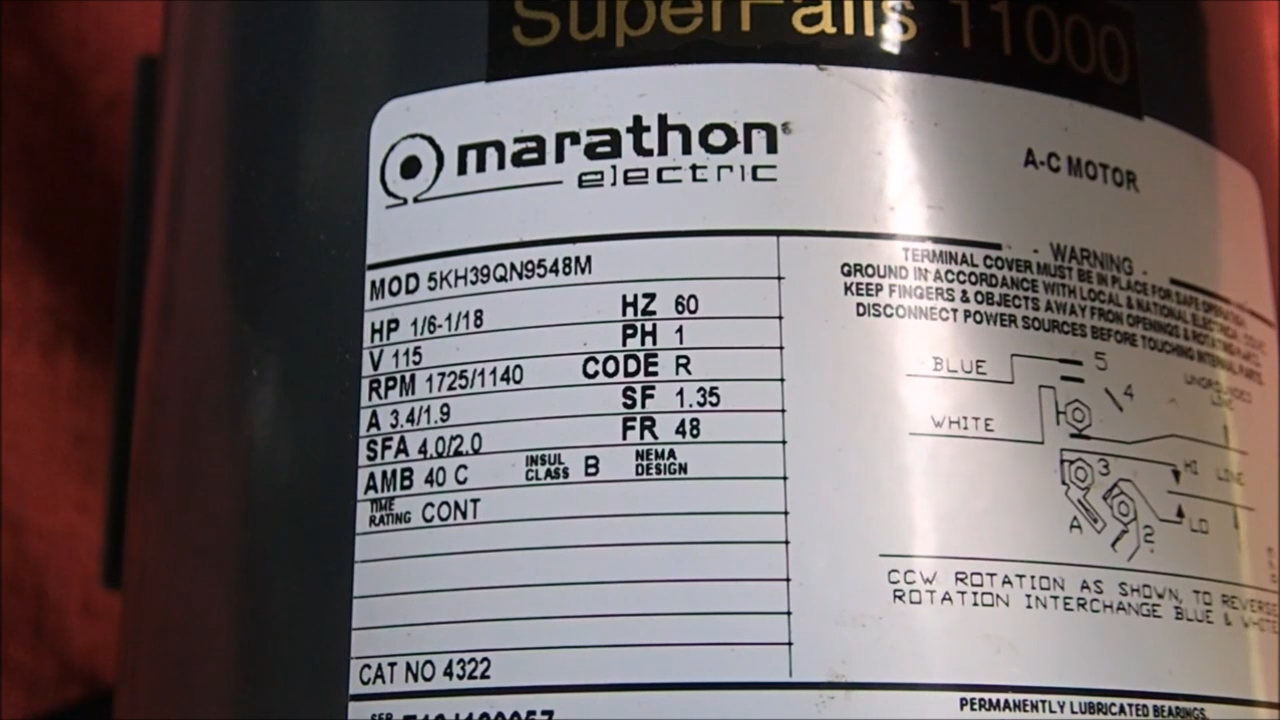 SuperFalls 11000
marathon
electric
A-C MOTOR
MOD 5KH39QN9548M
HP 1/6-1/18 HZ 60
V 115 PH 1
RPM 1725/1140 CODE R
A 3.4/1.9 SF 1.35
SFA 4.0/2.0 FR 48
AMB 40 C INSUL CLASS B NEMA DESIGN
TIME RATING CONT
CAT NO 4322
- WARNING -
TERMINAL COVER MUST BE IN PLACE FOR SAFE OPERATION
GROUND IN ACCORDANCE WITH LOCAL & NATIONAL ELECTRICAL
KEEP FINGERS & OBJECTS AWAY FROM OPENINGS & ROTATING PARTS
DISCONNECT POWER SOURCES BEFORE TOUCHING INTERNAL PARTS
BLUE 5
4
UNGROUNDED
LINE
WHITE
3 HI LINE
A 2 LO
CCW ROTATION AS SHOWN, TO REVERSE
ROTATION INTERCHANGE BLUE & WHITE
PERMANENTLY LUBRICATED BEARINGS